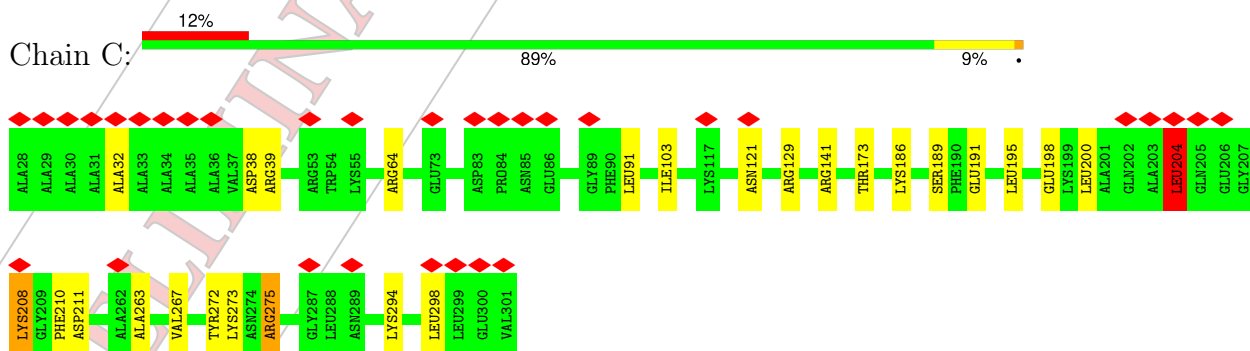 12%
Chain C:
89% 9% •
ALA28 ALA29 ALA30 ALA31 ALA32 ALA33 ALA34 ALA35 ALA36 VAL37 ASP38 ARG39 ARG53 TRP54 LYS55 ARG64 GLU73 ASP83 PRO84 ASN85 GLU86 GLY89 PHE90 LEU91 ILE103 LYS117 ASN121 ARG129 ARG141 THR173 LYS186 SER189 PHE190 GLU191 LEU195 GLU198 LYS199 LEU200 ALA201 GLN202 ALA203 LEU204 GLN205 GLU206 GLY207
LYS208 GLY209 PHE210 ASP211 ALA262 ALA263 VAL267 TYR272 LYS273 ASN274 ARG275 GLY287 LEU288 ASN289 LYS294 LEU298 LEU299 GLU300 VAL301